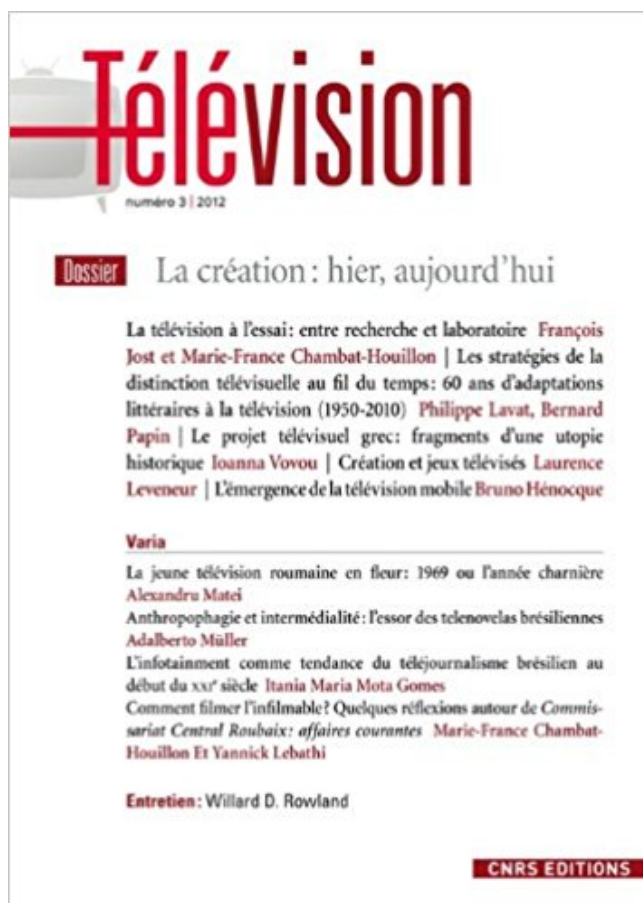 Télévision
numéro 3 | 2012
Dossier La création : hier, aujourd'hui
La télévision à l'essai : entre recherche et laboratoire François
Jost et Marie-France Chambat-Houillon | Les stratégies de la
distinction télévisuelle au fil du temps : 60 ans d'adaptations
littéraires à la télévision (1950-2010) Philippe Lavat, Bernard
Papin | Le projet télévisuel grec : fragments d'une utopie
historique Ioanna Vovou | Création et jeux télévisés Laurence
Leveneur | L'émergence de la télévision mobile Bruno Hénocque
Varia
La jeune télévision roumaine en fleur : 1969 ou l'année charnière
Alexandru Matei
Anthropophagie et intermédialité : l'essor des telenovelas brésiliennes
Adalberto Müller
L'infotainment comme tendance du téléjournalisme brésilien au
début du XXIe siècle Itania Maria Mota Gomes
Comment filmer l'infilmable? Quelques réflexions autour de Commis-
sariat Central Roubaix : affaires courantes Marie-France Chambat-
Houillon Et Yannick Lebathi
Entretien : Willard D. Rowland
CNRS EDITIONS